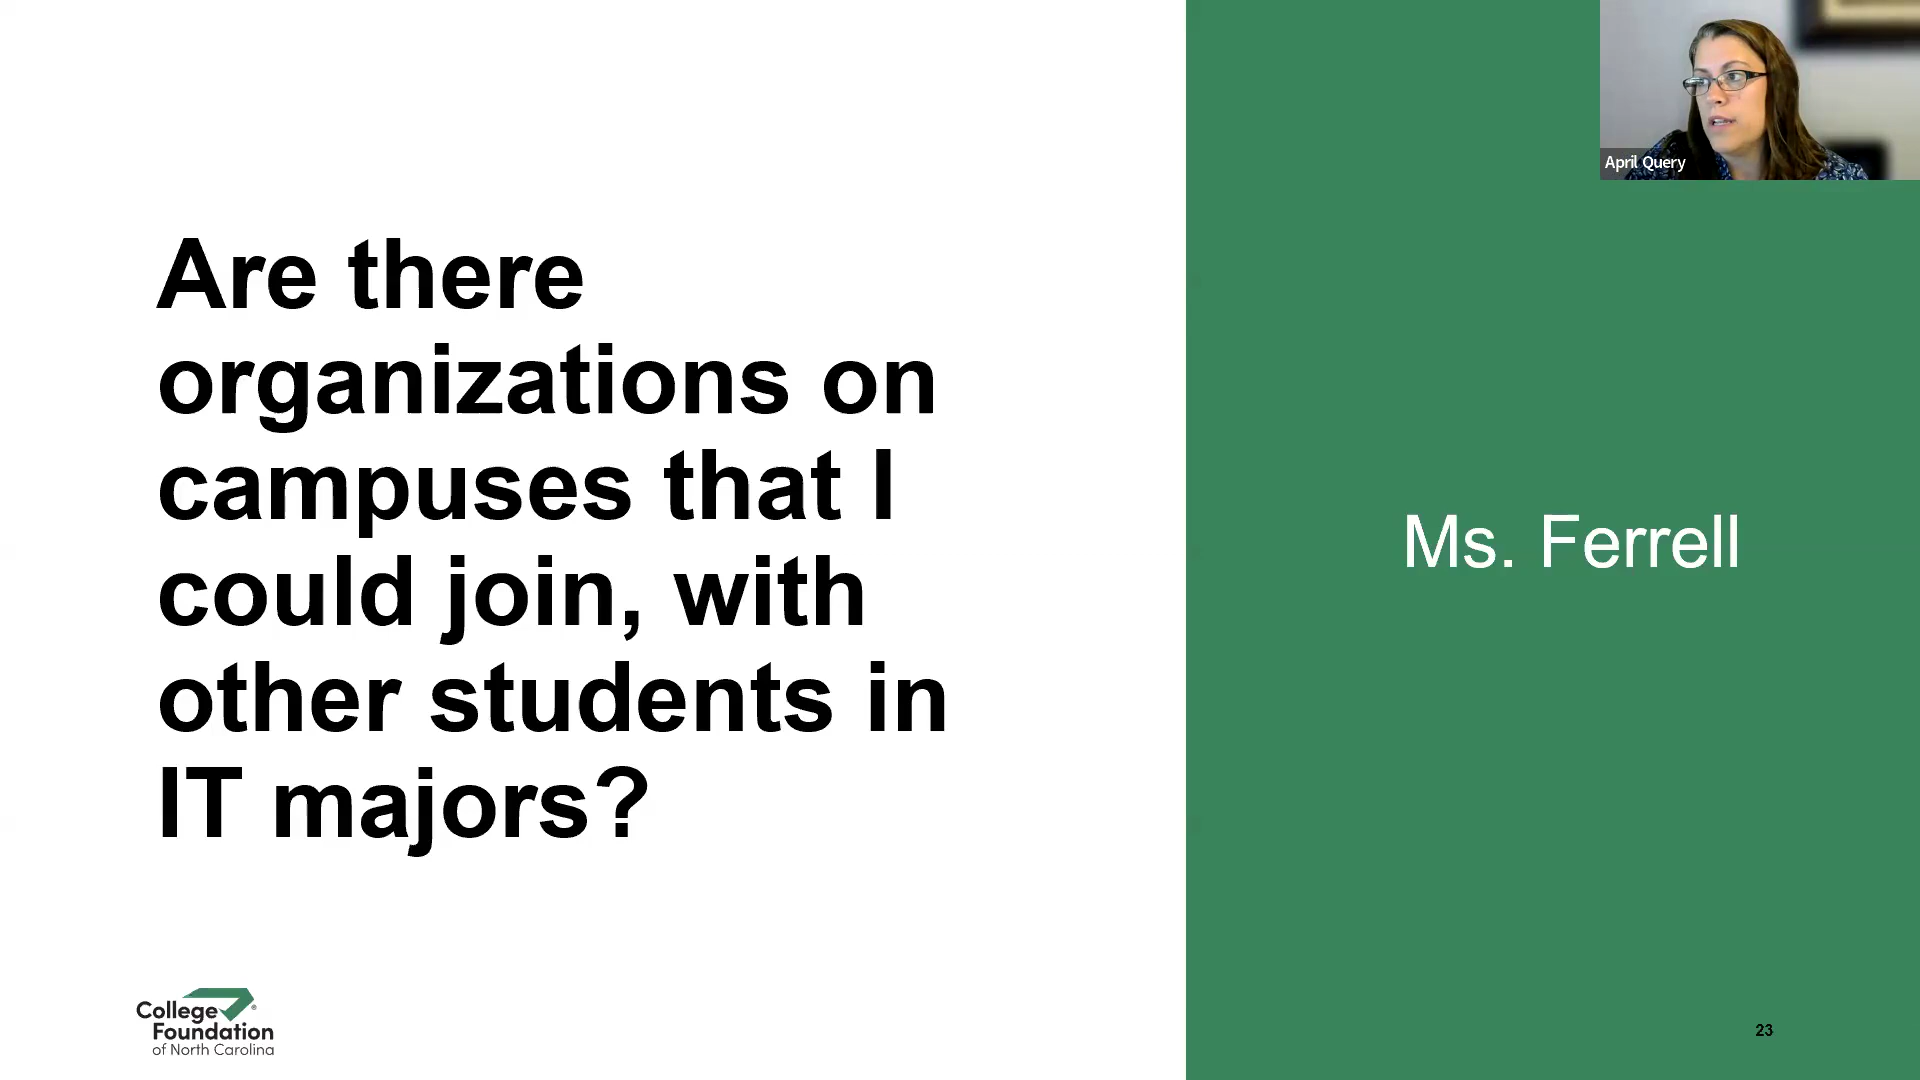 Are there
organizations on
campuses that I
could join, with
other students in
IT majors?
Ms. Ferrell
April Query
College
Foundation
of North Carolina
23